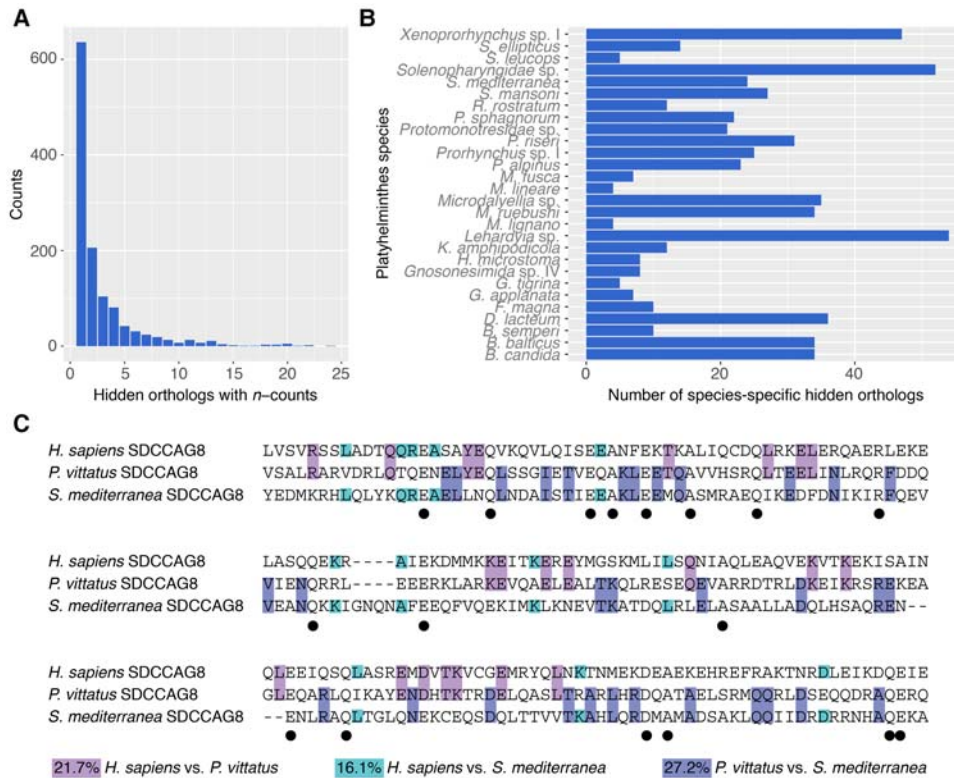 A
600
400
200
0
Counts
0 5 10 15 20 25
Hidden orthologs with n–counts
B
Platyhelminthes species
Xenoprorhynchus sp. I
S. ellipticus
S. leucops
Solenopharyngidae sp.
S. mediterranea
S. mansoni
R. rostratum
P. sphagnorum
Protomonotresidae sp.
P. riseri
Prorhynchus sp. I
P. alpinus
M. fusca
M. lineare
Microdalyellia sp.
M. ruebushi
M. lignano
Lehardyia sp.
K. amphipodicola
H. microstoma
Gnosonesimida sp. IV
G. tigrina
G. applanata
F. magna
D. lacteum
B. semperi
B. balticus
B. candida
0 20 40
Number of species-specific hidden orthologs
C
H. sapiens SDCCAG8 LVSVRSSLADTQQREASAYEQVKQVLQISEEANFEKTKALIQCDQLRKELERQAERLEKE
P. vittatus SDCCAG8 VSALRARVDRLQTQENELYEQLSSGIETVEQAKLEETQAVVHSRQLTEELINLRQRFDDQ
S. mediterranea SDCCAG8 YEDMKRHLQLYKQREAELLNQLNDAISTIEEAKLEEMQASMRAEQIKEDFDNIKIRFQEV
H. sapiens SDCCAG8 LASQQEKR----AIEKDMMKKEITKEREYMGSKMLILSQNIAQLEAQVEKVTKEKISAIN
P. vittatus SDCCAG8 VIENQRRL----EEERKLARKEVQAELEALTKQLRESEQEVARRDTRLDKEIKRSREKEA
S. mediterranea SDCCAG8 VEANQKKIGNQNAFEEQFVQEKIMKLKNEVTKATDQLRLELASAALLADQLHSAQREN--
H. sapiens SDCCAG8 QLEEIQSQLASREMDVTKVCGEMRYQLNKTNMEKDEAEKEHREFRAKTNRDLEIKDQEIE
P. vittatus SDCCAG8 GLEQARLQIKAYENDHTKTRDELQASLTRARLHRDQATAELSRMQQRLDSEQQDRAQERQ
S. mediterranea SDCCAG8 --ENLRAQLTGLQNEKCEQSDQLTTVVTKAHLQRDMAMADSAKLQQIIDRDRRNHAQEKA
21.7% H. sapiens vs. P. vittatus 16.1% H. sapiens vs. S. mediterranea 27.2% P. vittatus vs. S. mediterranea